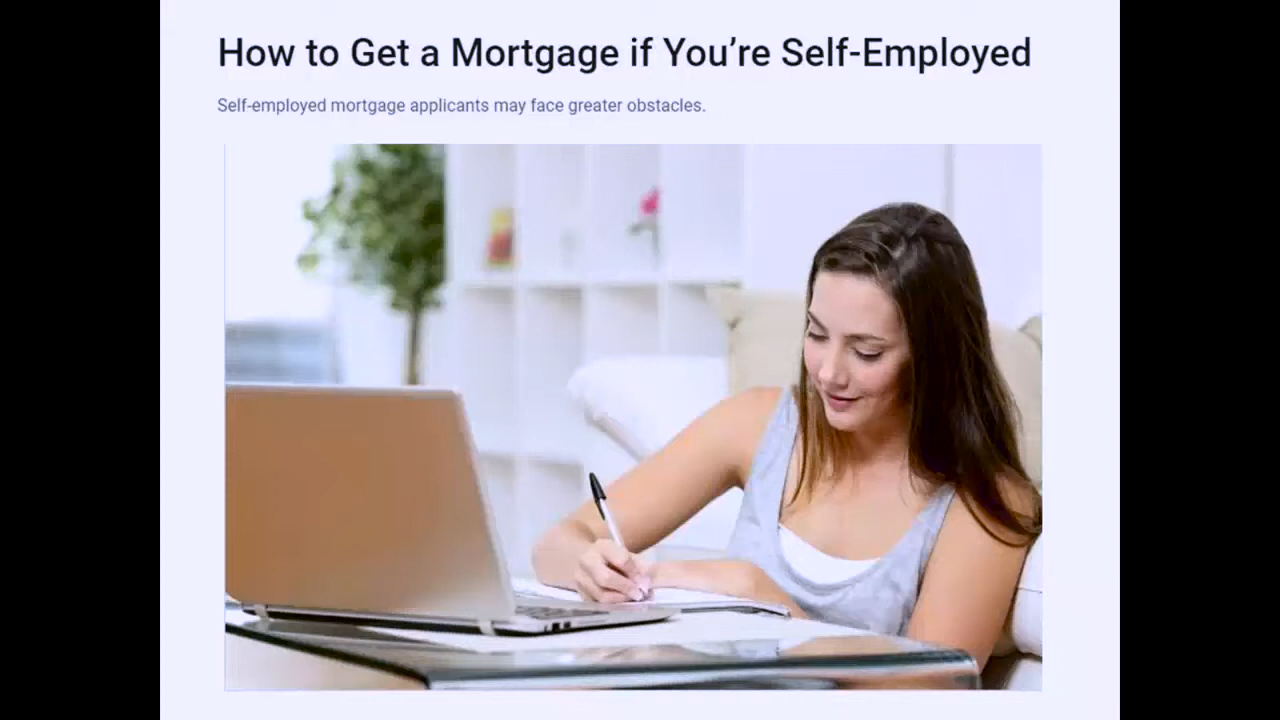 How to Get a Mortgage if You’re Self-Employed
Self-employed mortgage applicants may face greater obstacles.